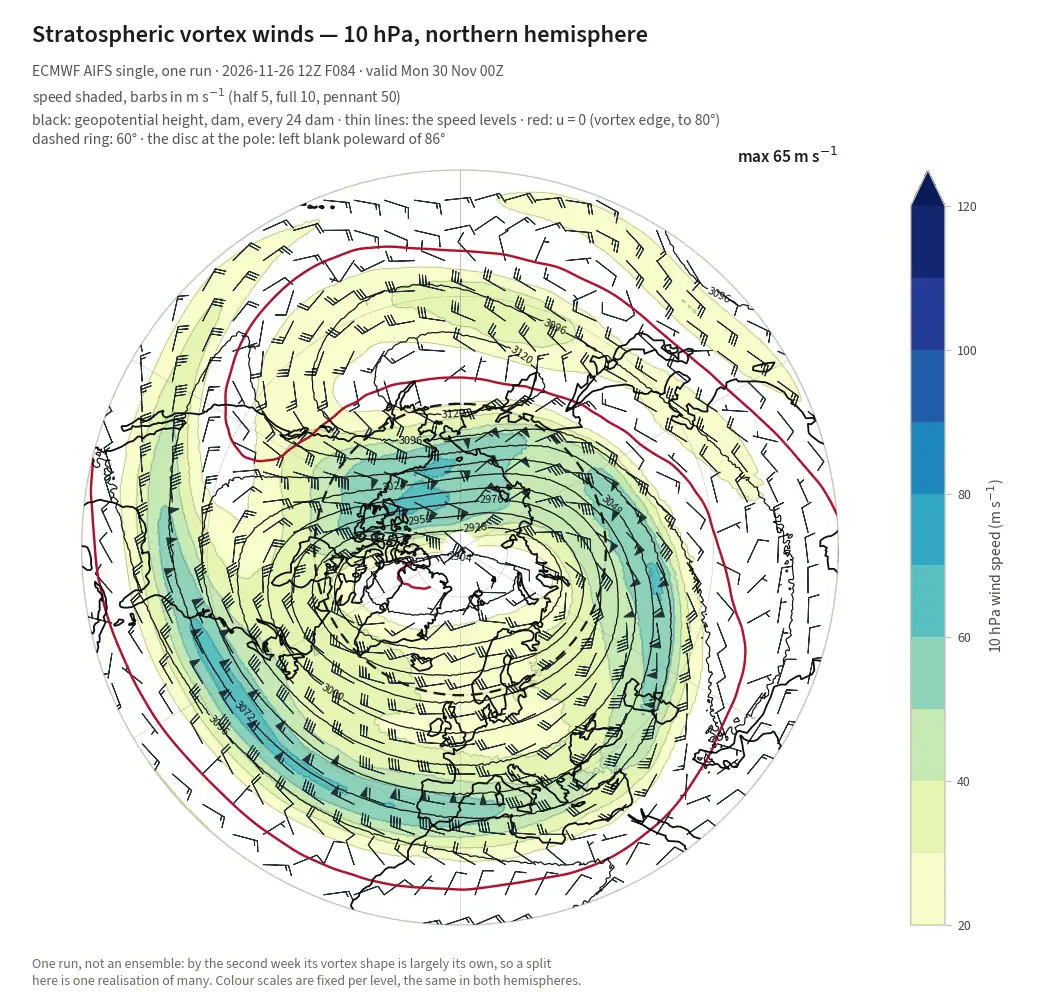 Stratospheric vortex winds — 10 hPa, northern hemisphere
ECMWF AIFS single, one run · 2026-11-26 12Z F084 · valid Mon 30 Nov 00Z
speed shaded, barbs in m s⁻¹ (half 5, full 10, pennant 50)
black: geopotential height, dam, every 24 dam · thin lines: the speed levels · red: u = 0 (vortex edge, to 80°)
dashed ring: 60° · the disc at the pole: left blank poleward of 86°
max 65 m s⁻¹
120
100
80
60
40
20
10 hPa wind speed (m s⁻¹)
3096
3096
3120
3096
2976
3048
2928
3000
3072
One run, not an ensemble: by the second week its vortex shape is largely its own, so a split
here is one realisation of many. Colour scales are fixed per level, the same in both hemispheres.